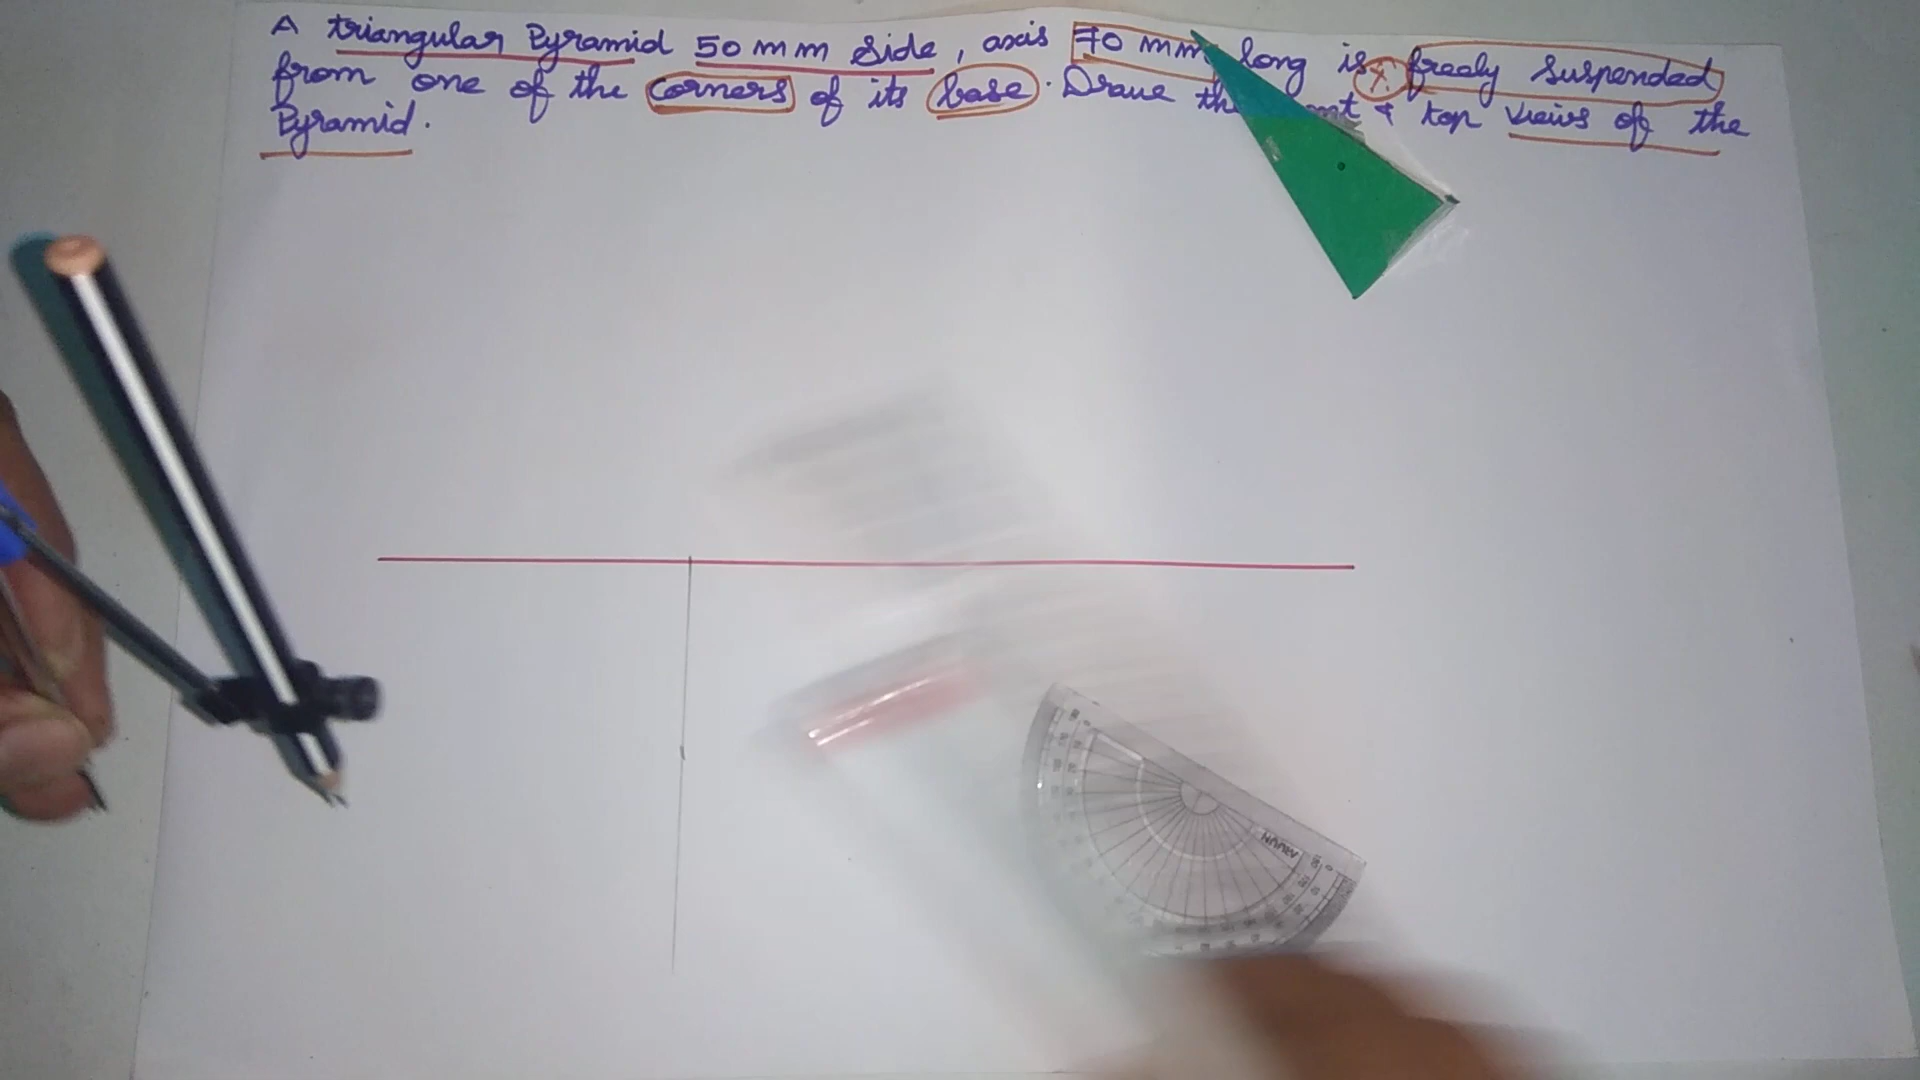 A triangular Pyramid 50 mm Side, axis 70 mm long is freely suspended
from one of the corners of its base. Draw & top views of the
Pyramid.